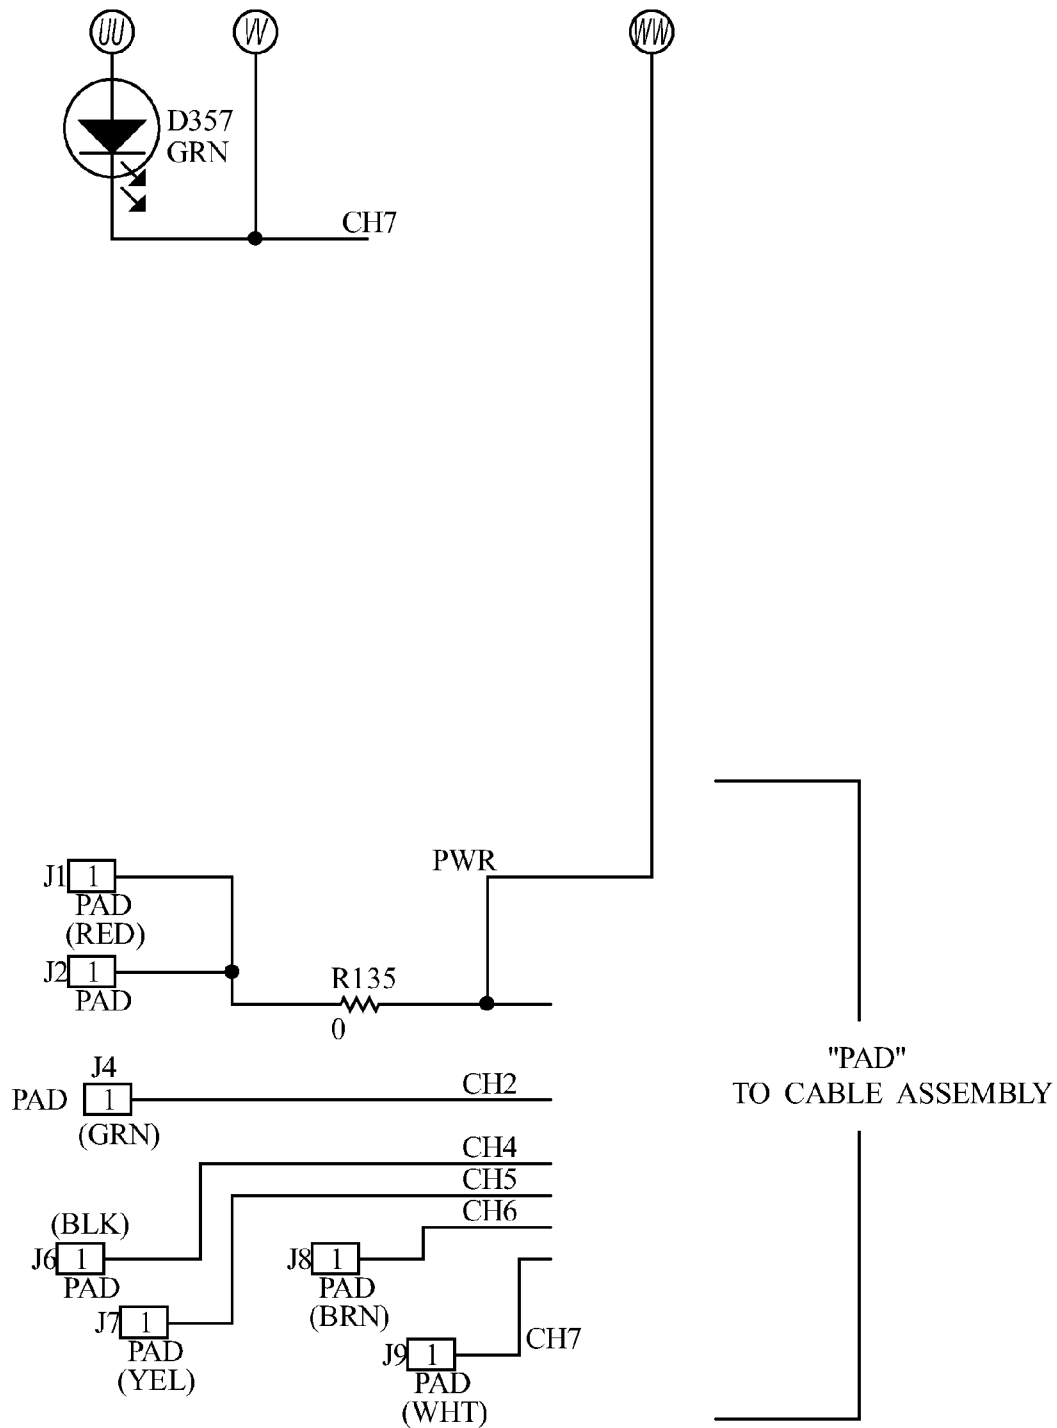 UU
VV
WW
D357
GRN
CH7
PWR
J1 1
PAD
(RED)
J2 1
PAD
R135
0
"PAD"
TO CABLE ASSEMBLY
J4
PAD 1
(GRN)
CH2
CH4
CH5
CH6
(BLK)
J6 1
PAD
J8 1
PAD
(BRN)
J7 1
PAD
(YEL)
CH7
J9 1
PAD
(WHT)